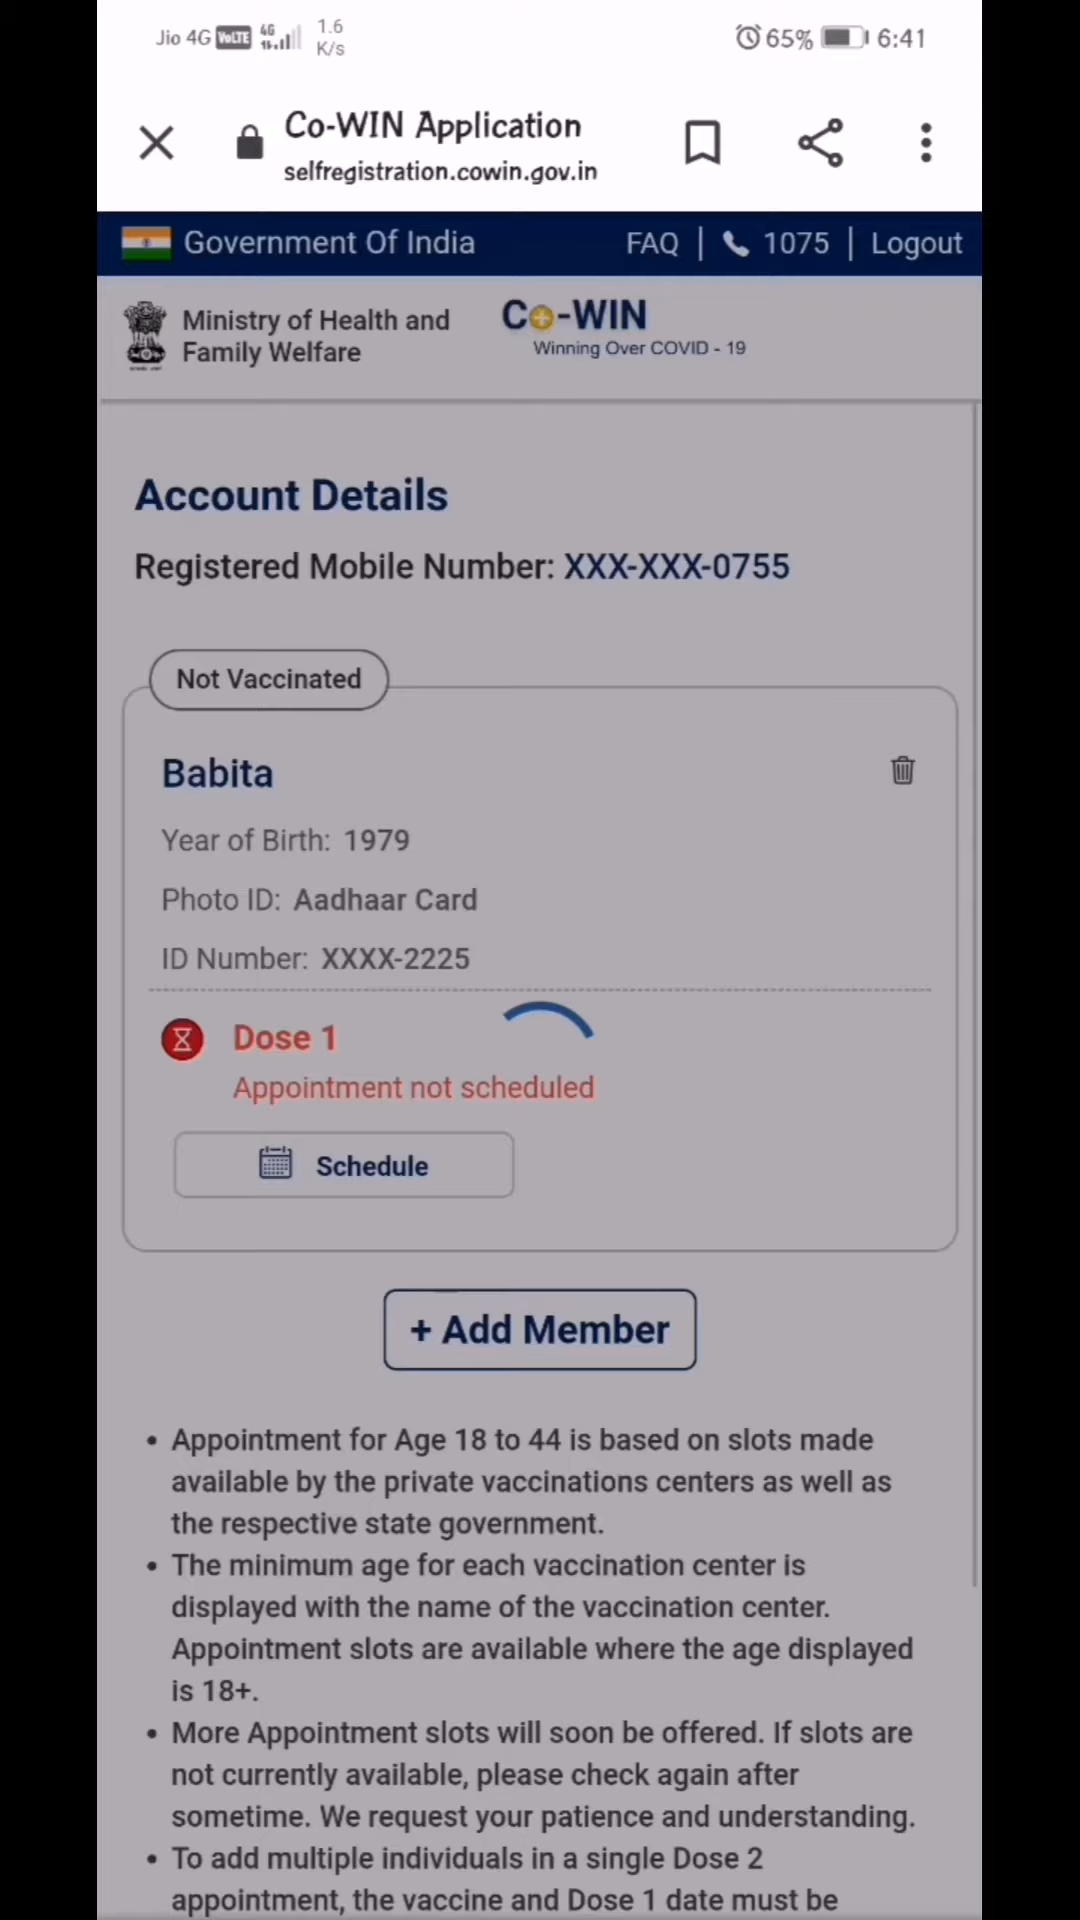 Jio 4G VoLTE 4G 1.6 K/s 65% 6:41
Co-WIN Application
selfregistration.cowin.gov.in
Government Of India FAQ | 1075 | Logout
Ministry of Health and
Family Welfare
Co-WIN
Winning Over COVID - 19
Account Details
Registered Mobile Number: XXX-XXX-0755
Not Vaccinated
Babita
Year of Birth: 1979
Photo ID: Aadhaar Card
ID Number: XXXX-2225
Dose 1
Appointment not scheduled
Schedule
+ Add Member
• Appointment for Age 18 to 44 is based on slots made
available by the private vaccinations centers as well as
the respective state government.
• The minimum age for each vaccination center is
displayed with the name of the vaccination center.
Appointment slots are available where the age displayed
is 18+.
• More Appointment slots will soon be offered. If slots are
not currently available, please check again after
sometime. We request your patience and understanding.
• To add multiple individuals in a single Dose 2
appointment, the vaccine and Dose 1 date must be